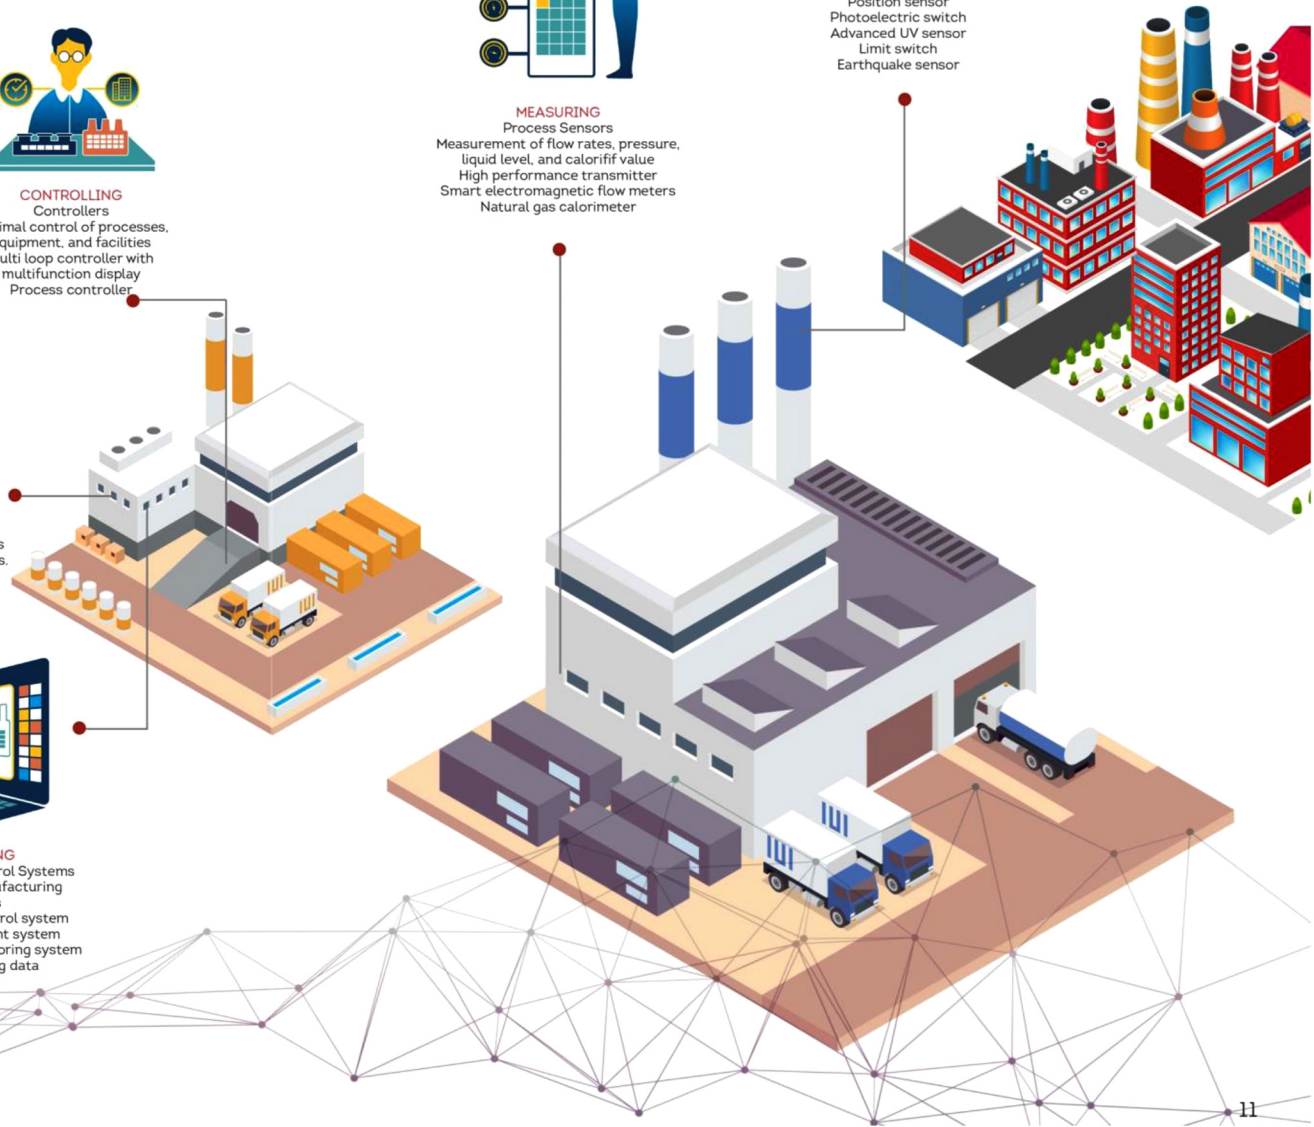 Position sensor
Photoelectric switch
Advanced UV sensor
Limit switch
Earthquake sensor
MEASURING
Process Sensors
Measurement of flow rates, pressure,
liquid level, and calorifif value
High performance transmitter
Smart electromagnetic flow meters
Natural gas calorimeter
CONTROLLING
Controllers
imal control of processes,
quipment, and facilities
ulti loop controller with
multifunction display
Process controller
s
s.
NG
rol Systems
ufacturing
s
rol system
nt system
oring system
g data
11